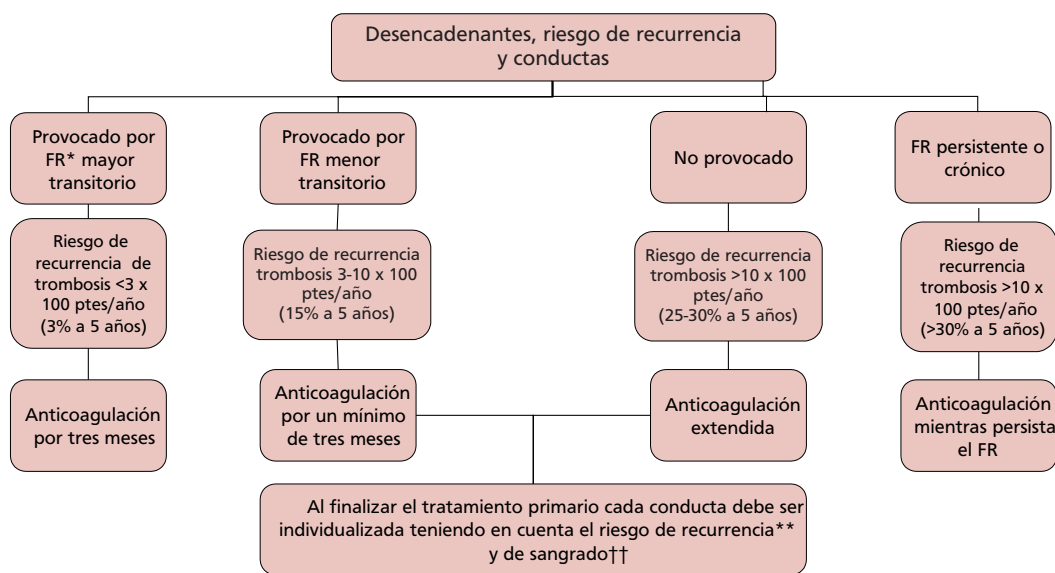 Desencadenantes, riesgo de recurrencia
y conductas
Provocado por
FR* mayor
transitorio
Provocado por
FR menor
transitorio
No provocado
FR persistente o
crónico
Riesgo de
recurrencia de
trombosis <3 x
100 ptes/año
(3% a 5 años)
Riesgo de recurrencia
trombosis 3-10 x 100
ptes/año
(15% a 5 años)
Riesgo de recurrencia
trombosis >10 x 100
ptes/año
(25-30% a 5 años)
Riesgo de
recurrencia
trombosis >10 x
100 ptes/año
(>30% a 5 años)
Anticoagulación
por tres meses
Anticoagulación
por un mínimo
de tres meses
Anticoagulación
extendida
Anticoagulación
mientras persista
el FR
Al finalizar el tratamiento primario cada conducta debe ser
individualizada teniendo en cuenta el riesgo de recurrencia**
y de sangrado††